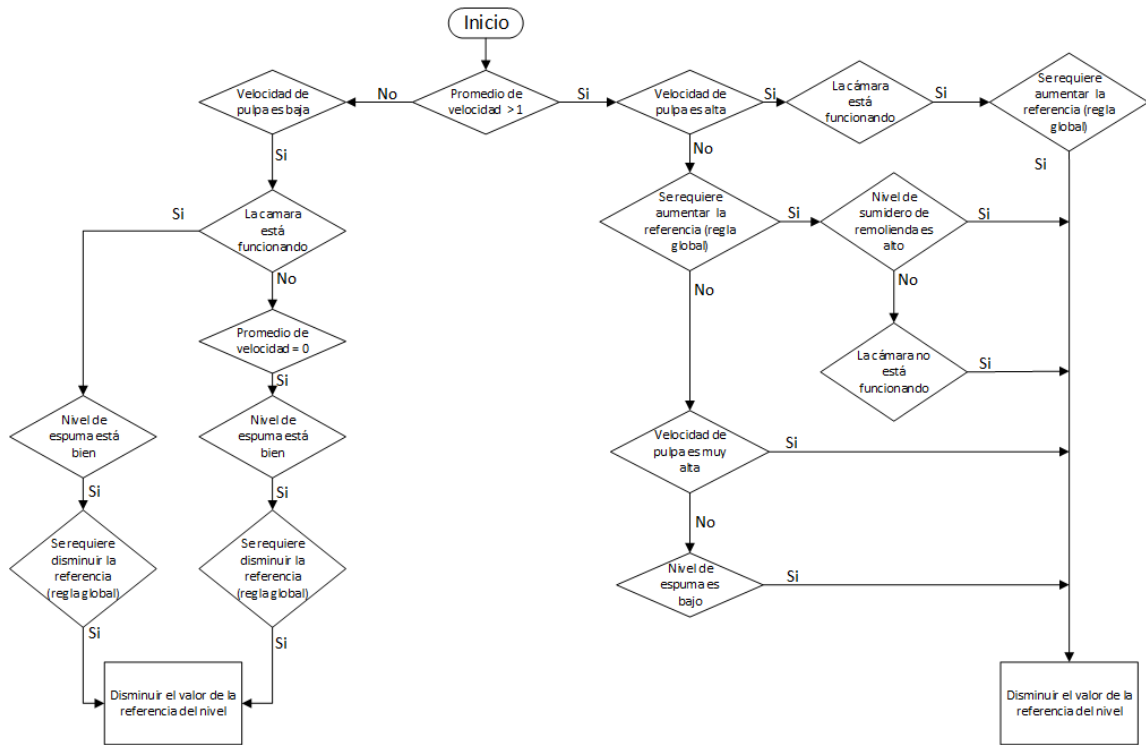 Inicio
Velocidad de
pulpa es baja
No
Promedio de
velocidad > 1
Si
Velocidad de
pulpa es alta
Si
La cámara
está
funcionando
Si
Se requiere
aumentar la
referencia (regla
global)
Si
No
Si
Si
La camara
está
funcionando
No
Se requiere
aumentar la
referencia (regla
global)
Si
Nivel de
sumidero de
remolienda es
alto
Si
No
No
Promedio de
velocidad = 0
Si
La cámara no
está
funcionando
Si
Nivel de
espuma está
bien
Si
Nivel de
espuma está
bien
Si
Velocidad de
pulpa es muy
alta
Si
No
Se requiere
disminuir la
referencia
(regla global)
Si
Se requiere
disminuir la
referencia
(regla global)
Si
Nivel de
espuma es
bajo
Si
Disminuir el valor de la
referencia del nivel
Disminuir el valor de la
referencia del nivel